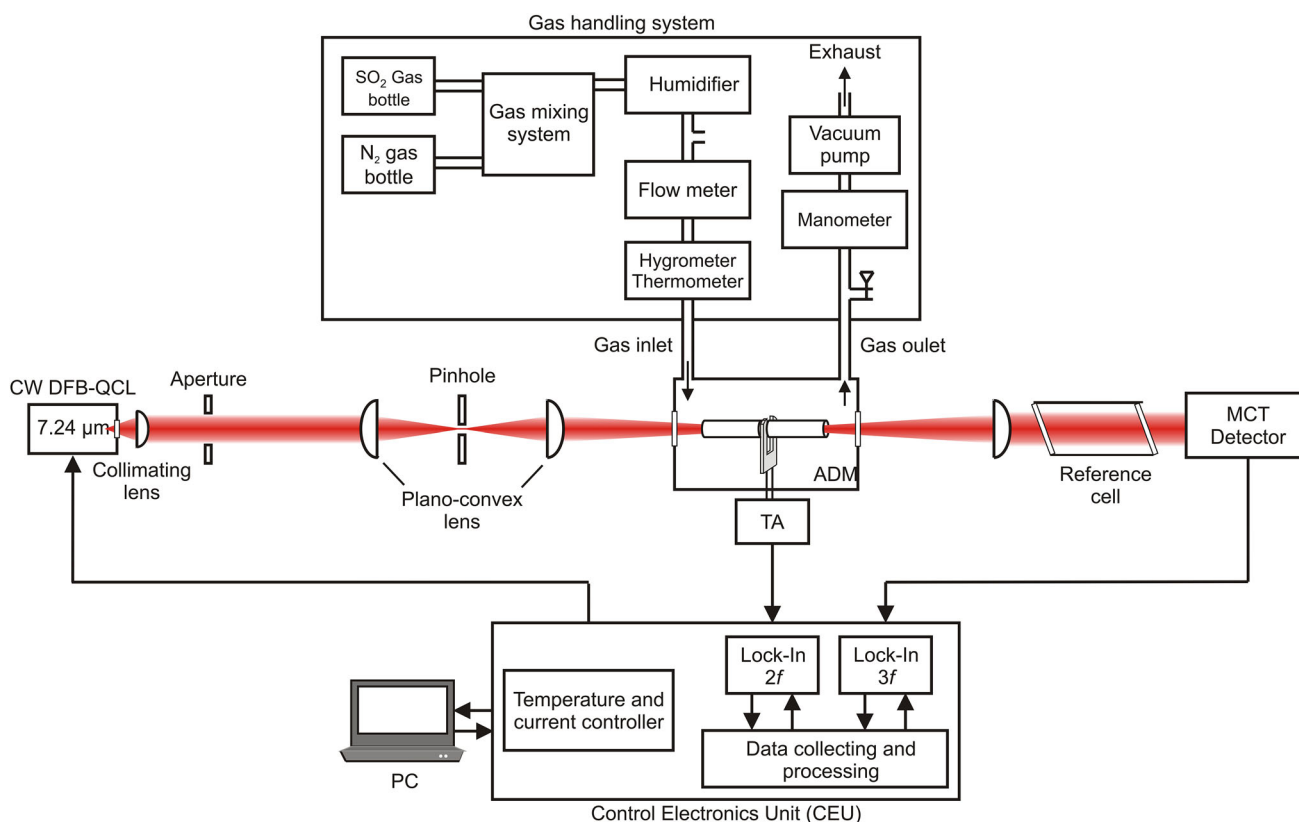 Gas handling system
SO₂ Gas
bottle
N₂ gas
bottle
Gas mixing
system
Humidifier
Flow meter
Hygrometer
Thermometer
Exhaust
Vacuum
pump
Manometer
Gas inlet
Gas oulet
CW DFB-QCL
7.24 µm
Collimating
lens
Aperture
Pinhole
Plano-convex
lens
ADM
TA
Reference
cell
MCT
Detector
PC
Temperature and
current controller
Lock-In
2f
Lock-In
3f
Data collecting and
processing
Control Electronics Unit (CEU)